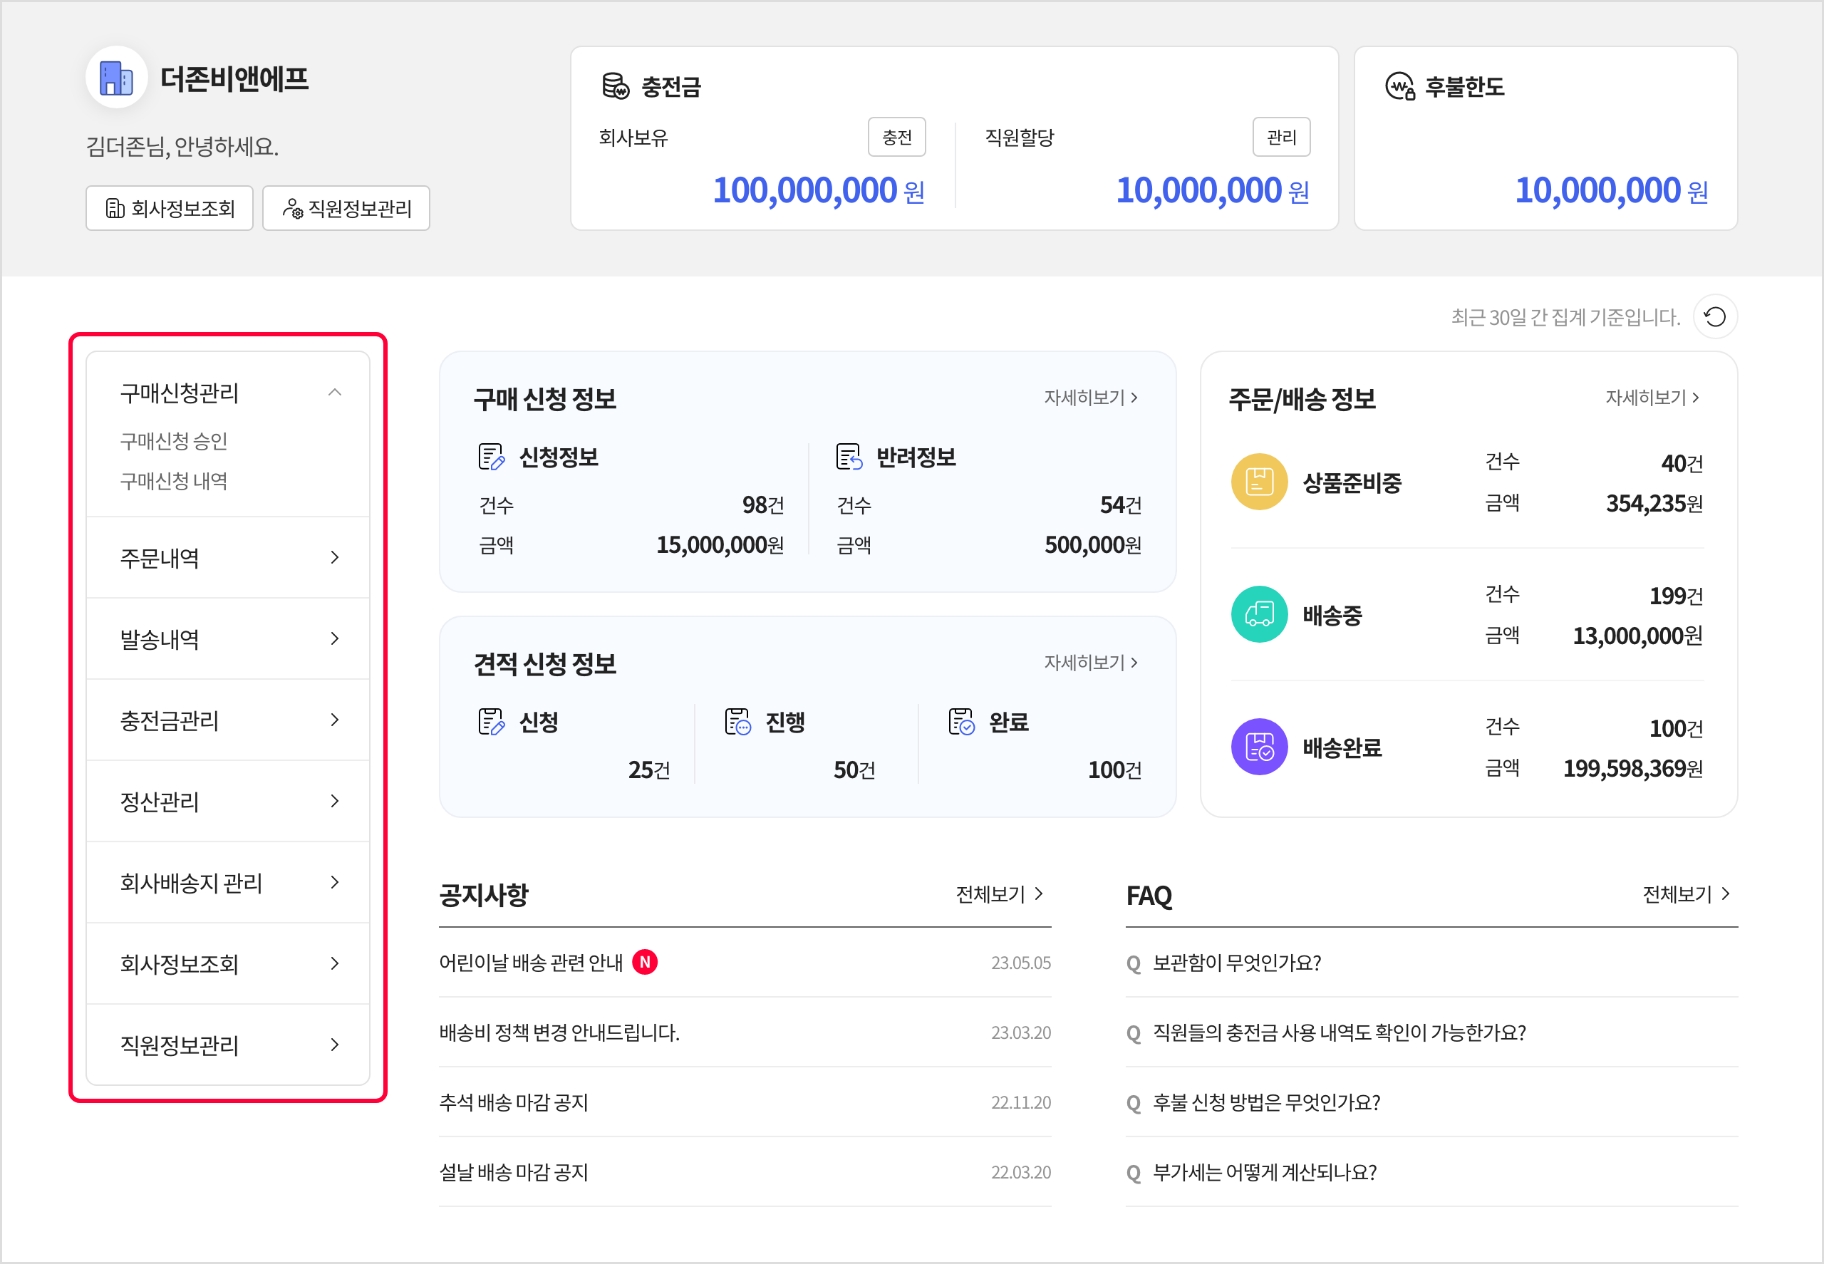 더존비앤에프
김더존님, 안녕하세요.
회사정보조회
직원정보관리
충전금
회사보유
충전
100,000,000 원
직원할당
관리
10,000,000 원
후불한도
10,000,000 원
최근 30일 간 집계 기준입니다.
구매신청관리
구매신청 승인
구매신청 내역
주문내역
발송내역
충전금관리
정산관리
회사배송지 관리
회사정보조회
직원정보관리
구매 신청 정보
자세히보기
신청정보
건수 98건
금액 15,000,000원
반려정보
건수 54건
금액 500,000원
견적 신청 정보
자세히보기
신청
25건
진행
50건
완료
100건
주문/배송 정보
자세히보기
상품준비중
건수 40건
금액 354,235원
배송중
건수 199건
금액 13,000,000원
배송완료
건수 100건
금액 199,598,369원
공지사항
전체보기
어린이날 배송 관련 안내 N 23.05.05
배송비 정책 변경 안내드립니다. 23.03.20
추석 배송 마감 공지 22.11.20
설날 배송 마감 공지 22.03.20
FAQ
전체보기
Q 보관함이 무엇인가요?
Q 직원들의 충전금 사용 내역도 확인이 가능한가요?
Q 후불 신청 방법은 무엇인가요?
Q 부가세는 어떻게 계산되나요?